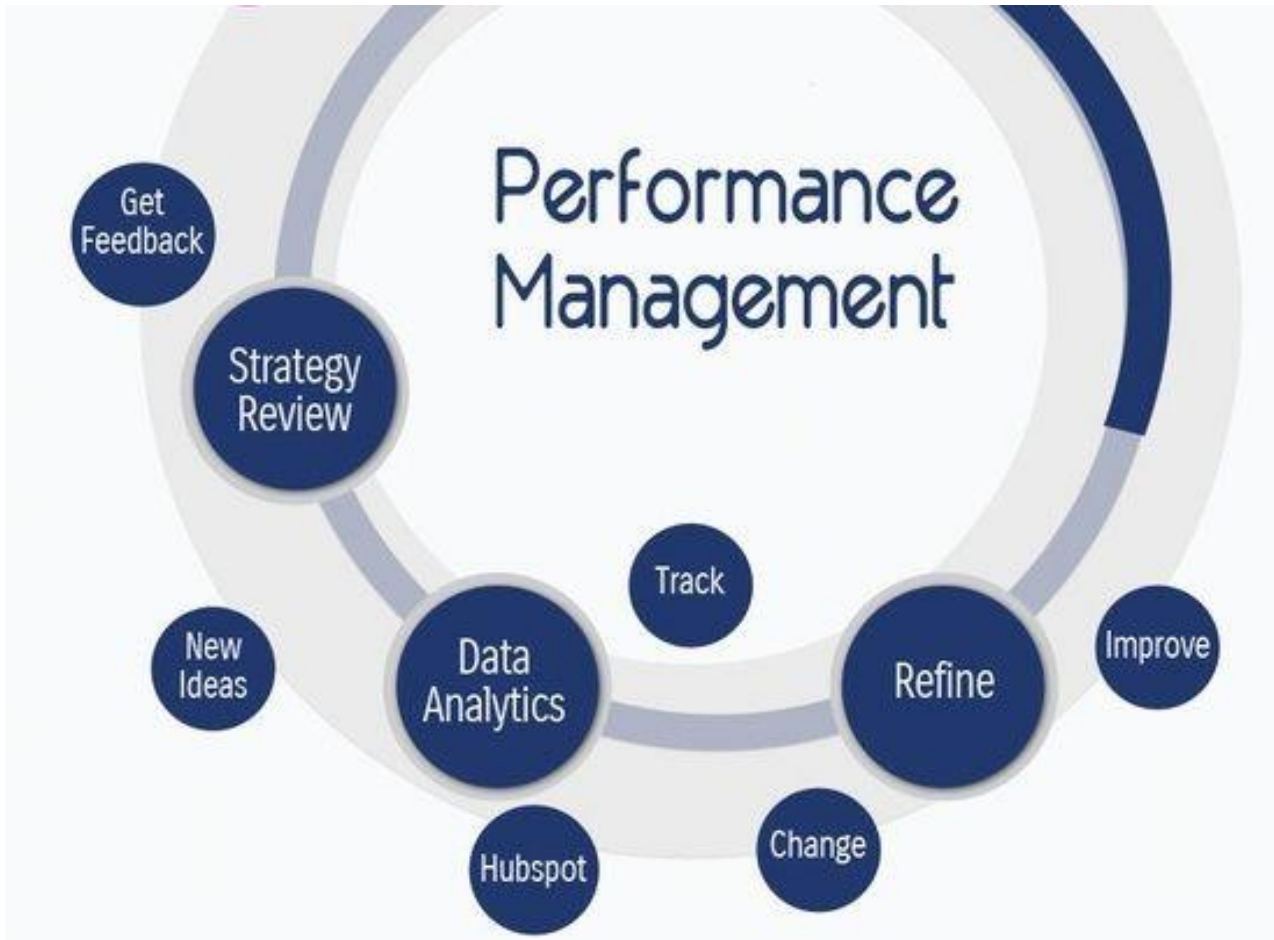 Performance
Management
Get
Feedback
Strategy
Review
New
Ideas
Data
Analytics
Track
Refine
Improve
Hubspot
Change